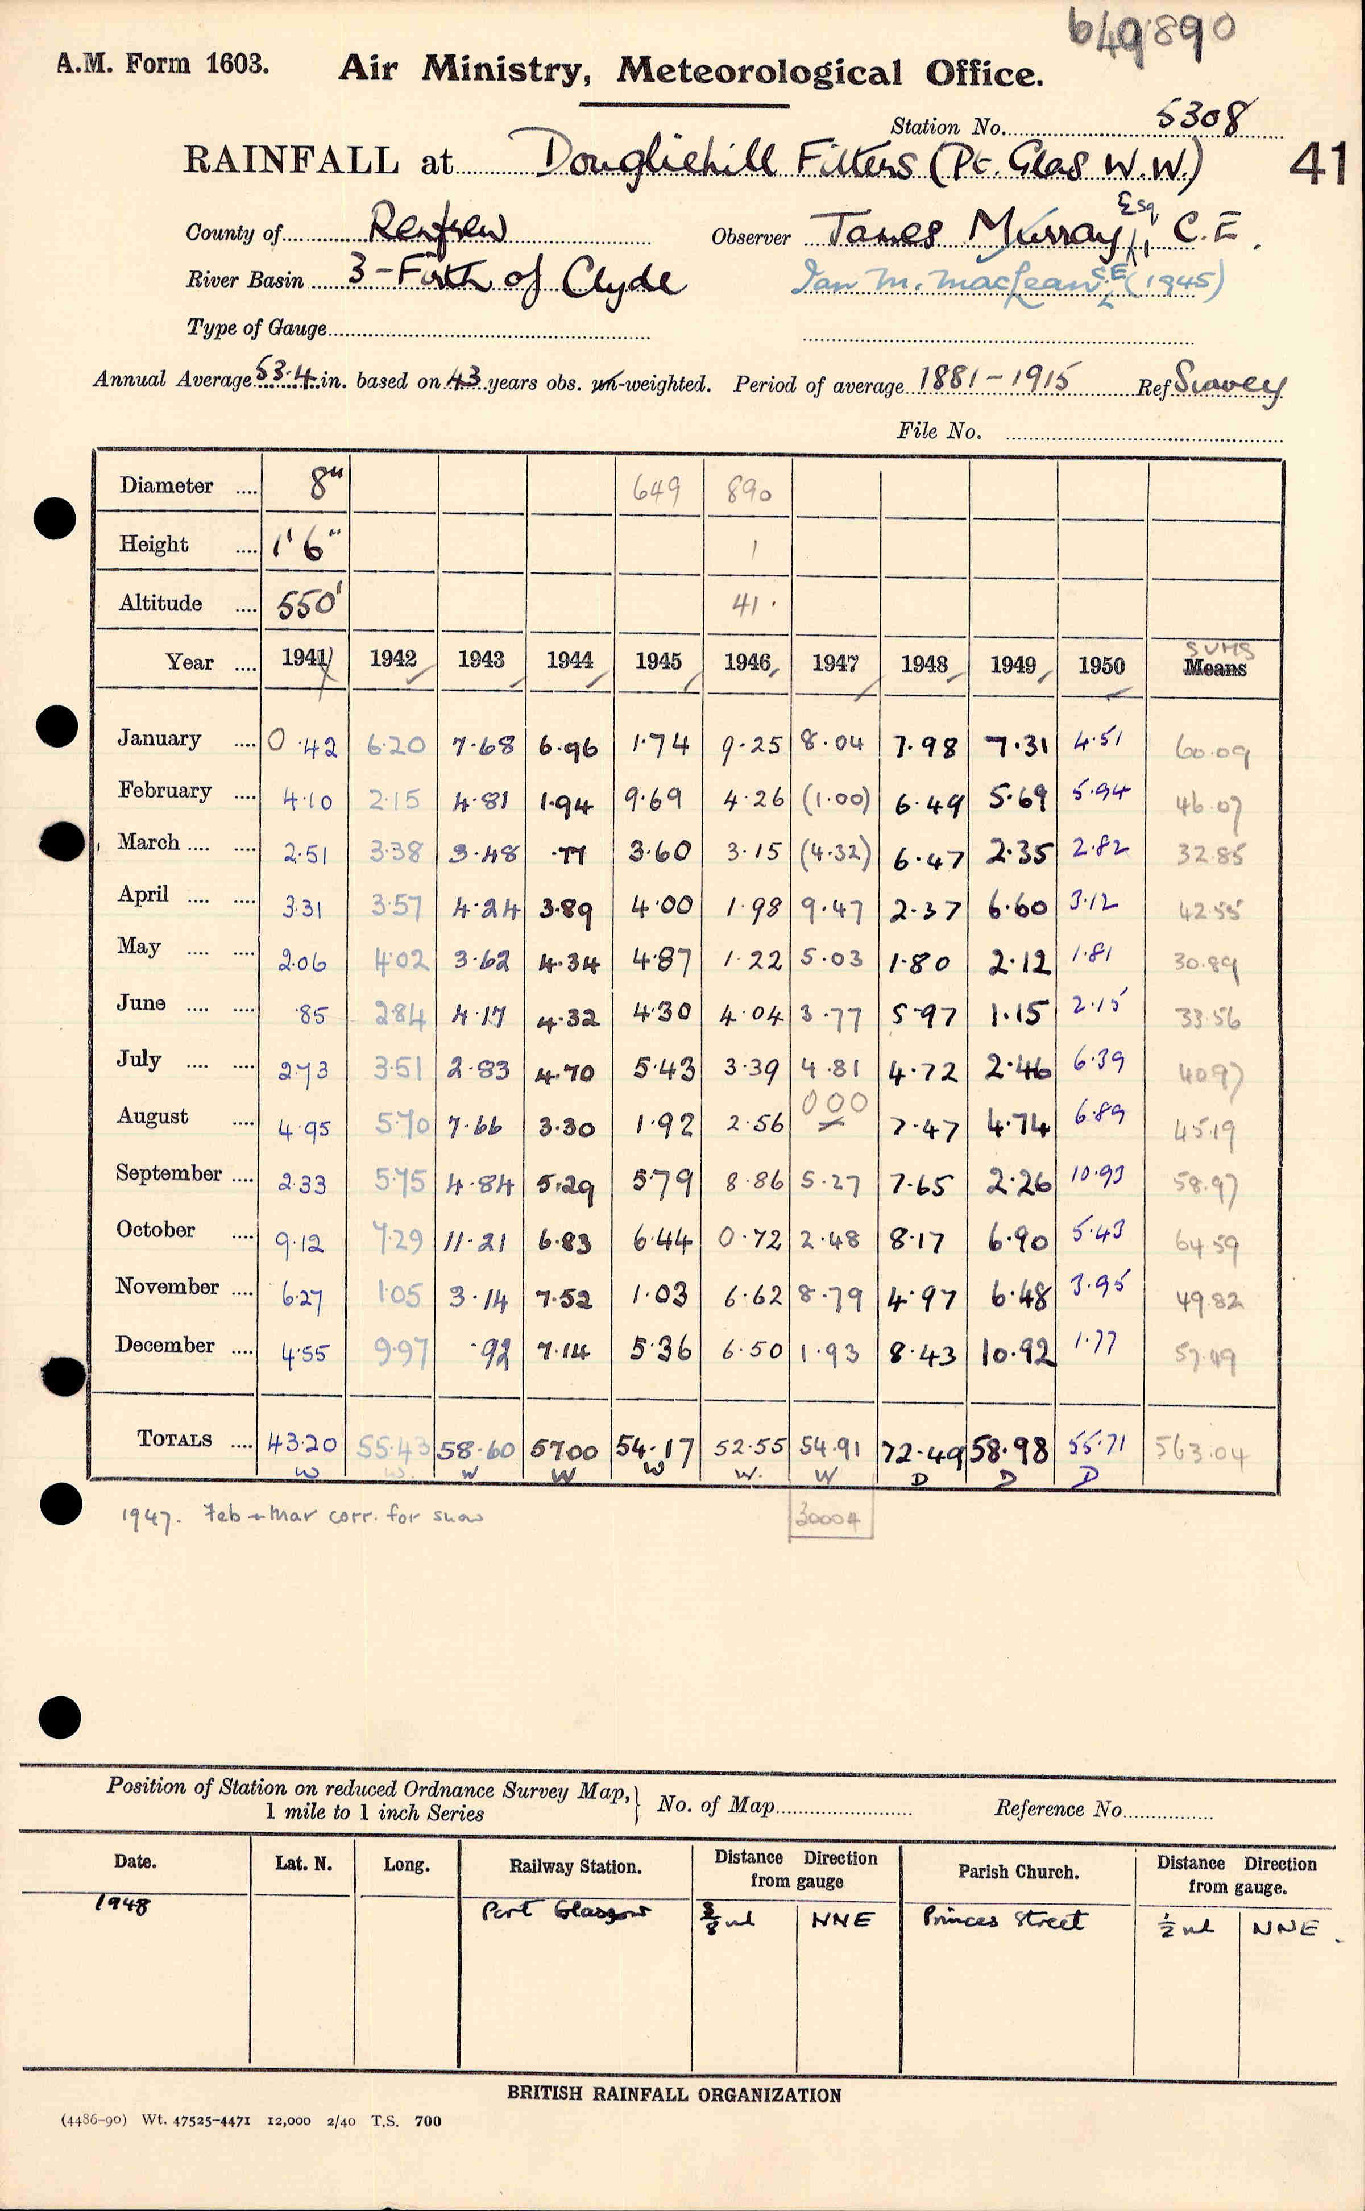 649890
A.M. Form 1603. Air Ministry, Meteorological Office.
Station No. 5308
RAINFALL at Dougliehill Filters (Pt. Glas W.W.) 41
County of Renfrew Observer James Murray Esq, C.E.
River Basin 3-Firth of Clyde Ian M. MacLean (1945)
Type of Gauge
Annual Average 53.4 in. based on 43 years obs. un-weighted. Period of average 1881-1915 Ref Survey
File No.
Diameter .... 8" 649 890
Height .... 1'6" 1
Altitude .... 550' 41.
SUMS
Year .... 1941 1942 1943 1944 1945 1946 1947 1948 1949 1950 Means
January .... 0.42 6.20 7.68 6.96 1.74 9.25 8.04 7.98 7.31 4.51 60.09
February .... 4.10 2.15 4.81 1.94 9.69 4.26 (1.00) 6.49 5.69 5.94 46.07
March .... .... 2.51 3.38 3.48 .77 3.60 3.15 (4.32) 6.47 2.35 2.82 32.85
April .... .... 3.31 3.57 4.24 3.89 4.00 1.98 9.47 2.37 6.60 3.12 42.55
May .... .... 2.06 4.02 3.62 4.34 4.87 1.22 5.03 1.80 2.12 1.81 30.89
June .... .... .85 2.84 4.17 4.32 4.30 4.04 3.77 5.97 1.15 2.15 33.56
July .... .... 2.73 3.51 2.83 4.70 5.43 3.39 4.81 4.72 2.46 6.39 40.97
August .... 4.95 5.70 7.66 3.30 1.92 2.56 0.00 7.47 4.74 6.89 45.19
September .... 2.33 5.75 4.84 5.29 5.79 8.86 5.27 7.65 2.26 10.93 58.97
October .... 9.12 7.29 11.21 6.83 6.44 0.72 2.48 8.17 6.90 5.43 64.59
November .... 6.27 1.05 3.14 7.52 1.03 6.62 8.79 4.97 6.48 3.95 49.82
December .... 4.55 9.97 .92 7.14 5.36 6.50 1.93 8.43 10.92 1.77 57.49
TOTALS .... 43.20 55.43 58.60 57.00 54.17 52.55 54.91 72.49 58.98 55.71 563.04
W W. W W W W. W D D D
1947. Feb + Mar corr. for snow 30004
Position of Station on reduced Ordnance Survey Map, 1 mile to 1 inch Series No. of Map Reference No.
Date. Lat. N. Long. Railway Station. Distance from gauge Direction Parish Church. Distance from gauge. Direction
1948 Port Glasgow 3/8 ml NNE Princes Street 1/2 ml NNE.
BRITISH RAINFALL ORGANIZATION
(4486-90) Wt. 47525-4471 12,000 2/40 T.S. 700